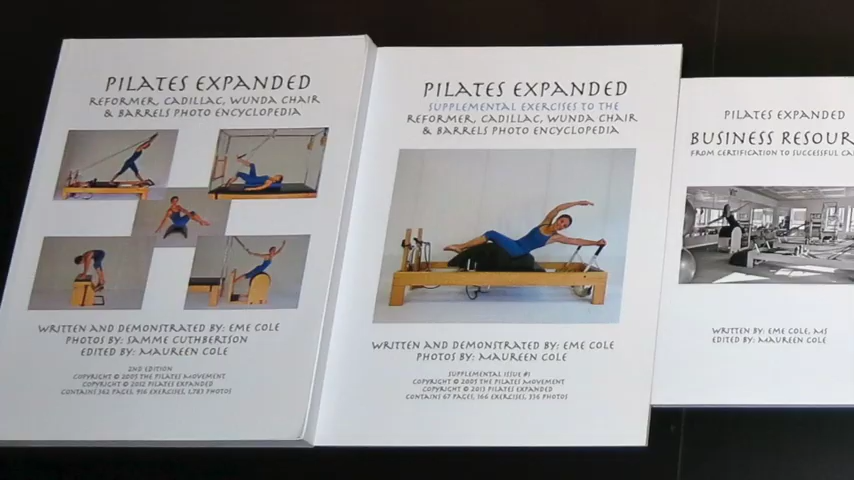 PILATES EXPANDED
REFORMER, CADILLAC, WUNDA CHAIR
& BARRELS PHOTO ENCYCLOPEDIA
WRITTEN AND DEMONSTRATED BY: EME COLE
PHOTOS BY: SAMME CUTHBERTSON
EDITED BY: MAUREEN COLE
2ND EDITION
COPYRIGHT © 2005 THE PILATES MOVEMENT
COPYRIGHT © 2012 PILATES EXPANDED
CONTAINS 362 PAGES, 956 EXERCISES, 1,783 PHOTOS
PILATES EXPANDED
SUPPLEMENTAL EXERCISES TO THE
REFORMER, CADILLAC, WUNDA CHAIR
& BARRELS PHOTO ENCYCLOPEDIA
WRITTEN AND DEMONSTRATED BY: EME COLE
PHOTOS BY: MAUREEN COLE
SUPPLEMENTAL ISSUE #1
COPYRIGHT © 2005 THE PILATES MOVEMENT
COPYRIGHT © 2013 PILATES EXPANDED
CONTAINS 67 PAGES, 166 EXERCISES, 336 PHOTOS
PILATES EXPANDED
BUSINESS RESOUR
FROM CERTIFICATION TO SUCCESSFUL CA
WRITTEN BY: EME COLE, MS
EDITED BY: MAUREEN COLE